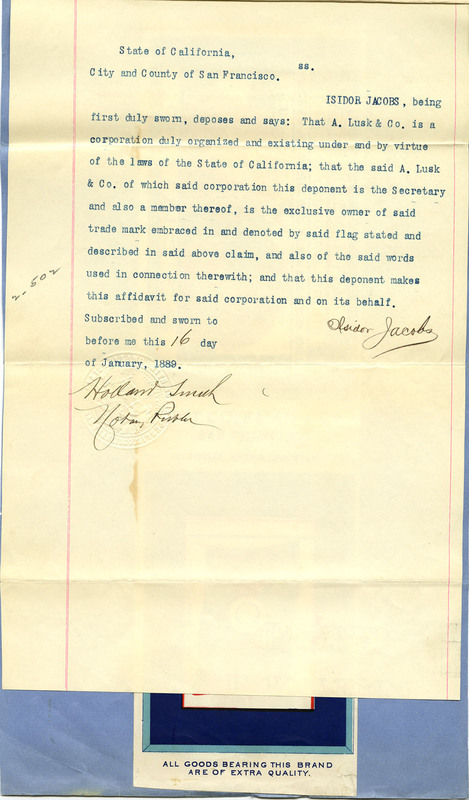 State of California,
ss.
City and County of San Francisco.
ISIDOR JACOBS, being
first duly sworn, deposes and says: That A. Lusk & Co. is a
corporation duly organized and existing under and by virtue
of the laws of the State of California; that the said A. Lusk
& Co. of which said corporation this deponent is the Secretary
and also a member thereof, is the exclusive owner of said
trade mark embraced in and denoted by said flag stated and
described in said above claim, and also of the said words
used in connection therewith; and that this deponent makes
this affidavit for said corporation and on its behalf.
Subscribed and sworn to
Isidor Jacobs
before me this 16 day
of January, 1889.
Holland Smith
Notary Public
ALL GOODS BEARING THIS BRAND
ARE OF EXTRA QUALITY.